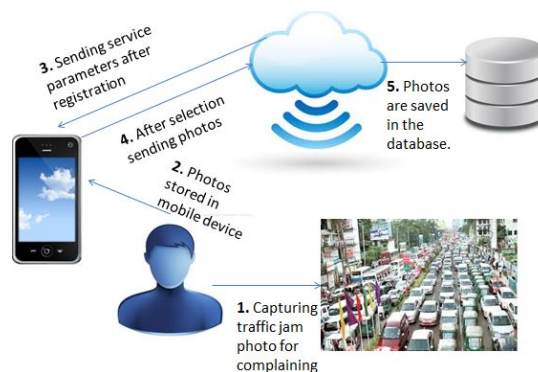 1. Capturing
traffic jam
photo for
complaining
2. Photos
stored in
mobile device
3. Sending service
parameters after
registration
4. After selection
sending photos
5. Photos
are saved
in the
database.